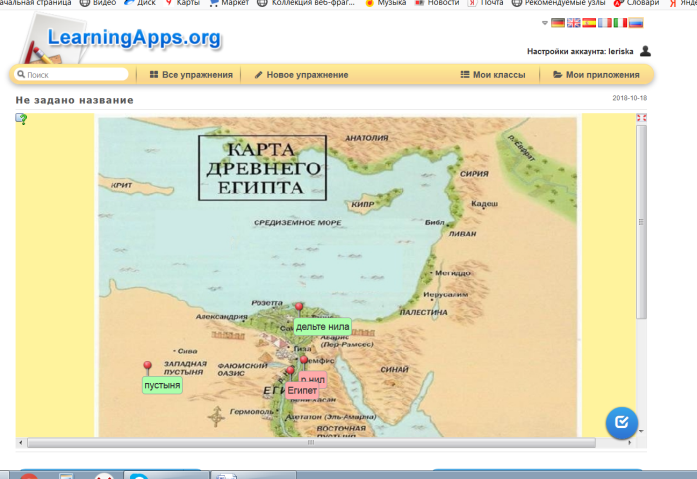 ачальная страница Видео Диск Карты Маркет Коллекция веб-фраг... Музыка Новости Почта Рекомендуемые узлы Словари Янде
LearningApps.org
Настройки аккаунта: leriska
Поиск Все упражнения Новое упражнение Мои классы Мои приложения
Не задано название 2018-10-18
КАРТА
ДРЕВНЕГО
ЕГИПТА
АНАТОЛИЯ
р.Евфрат
СИРИЯ
КРИТ
КИПР
Кадеш
СРЕДИЗЕМНОЕ МОРЕ
Библ
ЛИВАН
Мегиддо
Иерусалим
Розетта
Александрия
ПАЛЕСТИНА
дельте нила
Аварис
(Пер-Рамсес)
Гиза
Сива
ЗАПАДНАЯ
ПУСТЫНЯ
ФАЮМСКИЙ
ОАЗИС
Мемфис
СИНАЙ
пустыня
р.нил
Египет
Гермополь
Ахетатон (Эль-Амарна)
ВОСТОЧНАЯ
ПУСТЫНЯ